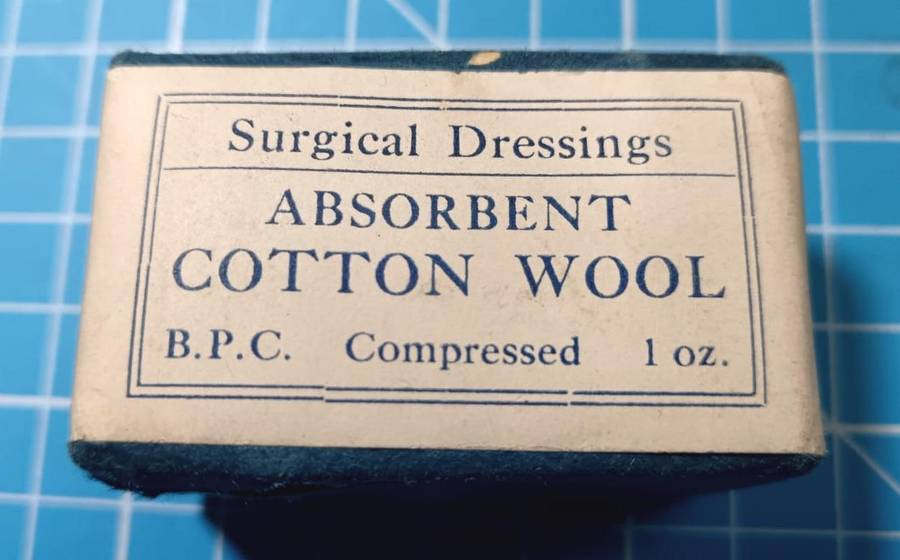 Surgical Dressings
ABSORBENT
COTTON WOOL
B.P.C. Compressed 1 oz.